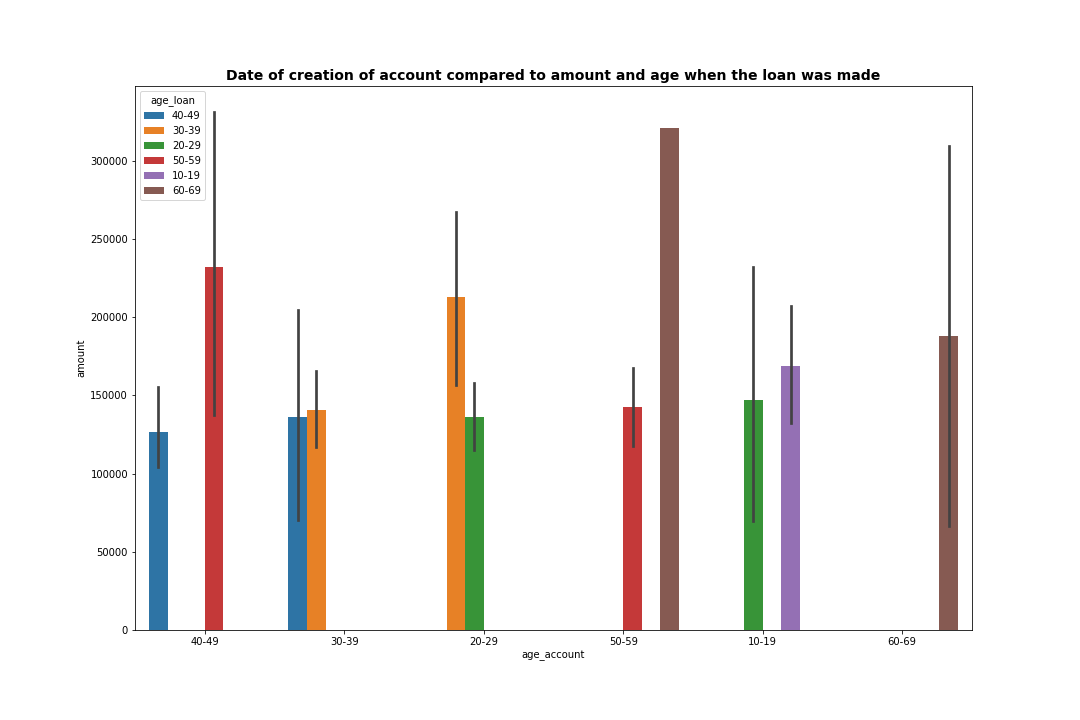 Date of creation of account compared to amount and age when the loan was made
age_loan
40-49
30-39
20-29
50-59
10-19
60-69
300000
250000
200000
150000
100000
50000
0
amount
40-49 30-39 20-29 50-59 10-19 60-69
age_account